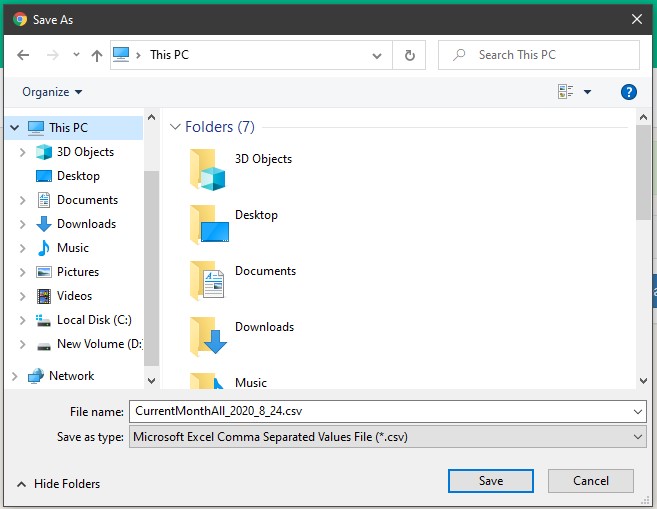 Save As
This PC
Search This PC
Organize
?
This PC
3D Objects
Desktop
Documents
Downloads
Music
Pictures
Videos
Local Disk (C:)
New Volume (D:)
Network
Folders (7)
3D Objects
Desktop
Documents
Downloads
Music
File name: CurrentMonthAll_2020_8_24.csv
Save as type: Microsoft Excel Comma Separated Values File (*.csv)
Hide Folders
Save
Cancel